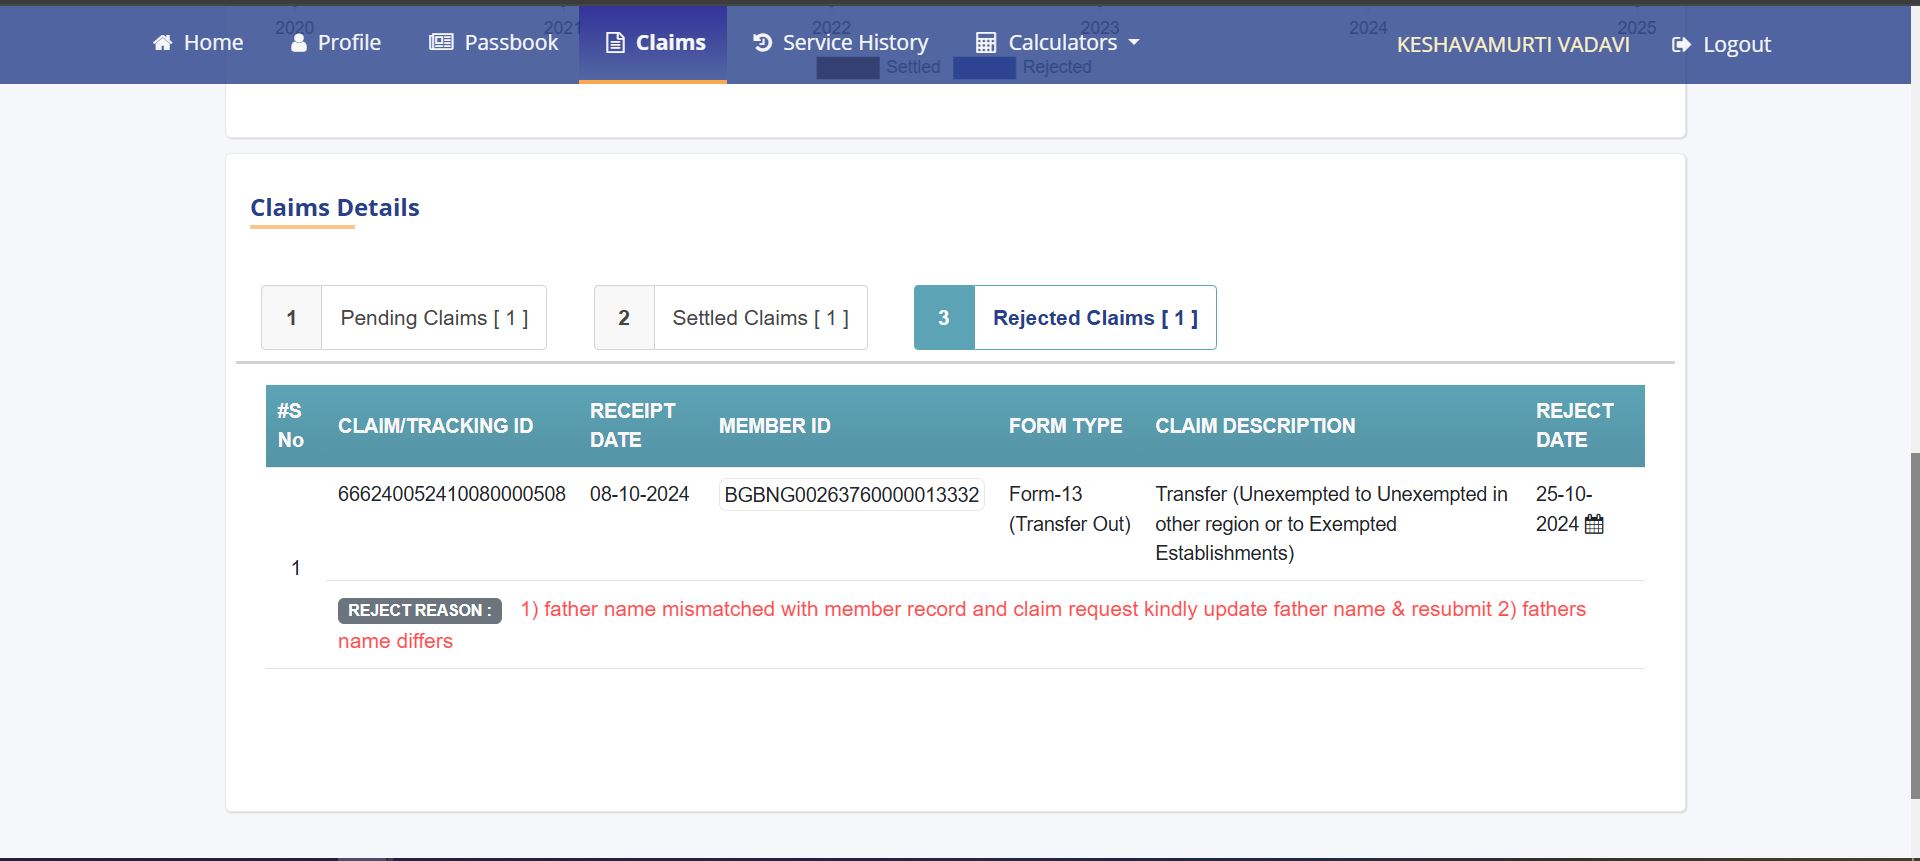 2020 2021 2022 2023 2024 2025
Home Profile Passbook Claims Service History Calculators KESHAVAMURTI VADAVI Logout
Settled Rejected
Claims Details
1 Pending Claims [ 1 ] 2 Settled Claims [ 1 ] 3 Rejected Claims [ 1 ]
#S No CLAIM/TRACKING ID RECEIPT DATE MEMBER ID FORM TYPE CLAIM DESCRIPTION REJECT DATE
666240052410080000508 08-10-2024 BGBNG00263760000013332 Form-13 Transfer (Unexempted to Unexempted in 25-10-
(Transfer Out) other region or to Exempted 2024
Establishments)
1
REJECT REASON : 1) father name mismatched with member record and claim request kindly update father name & resubmit 2) fathers
name differs